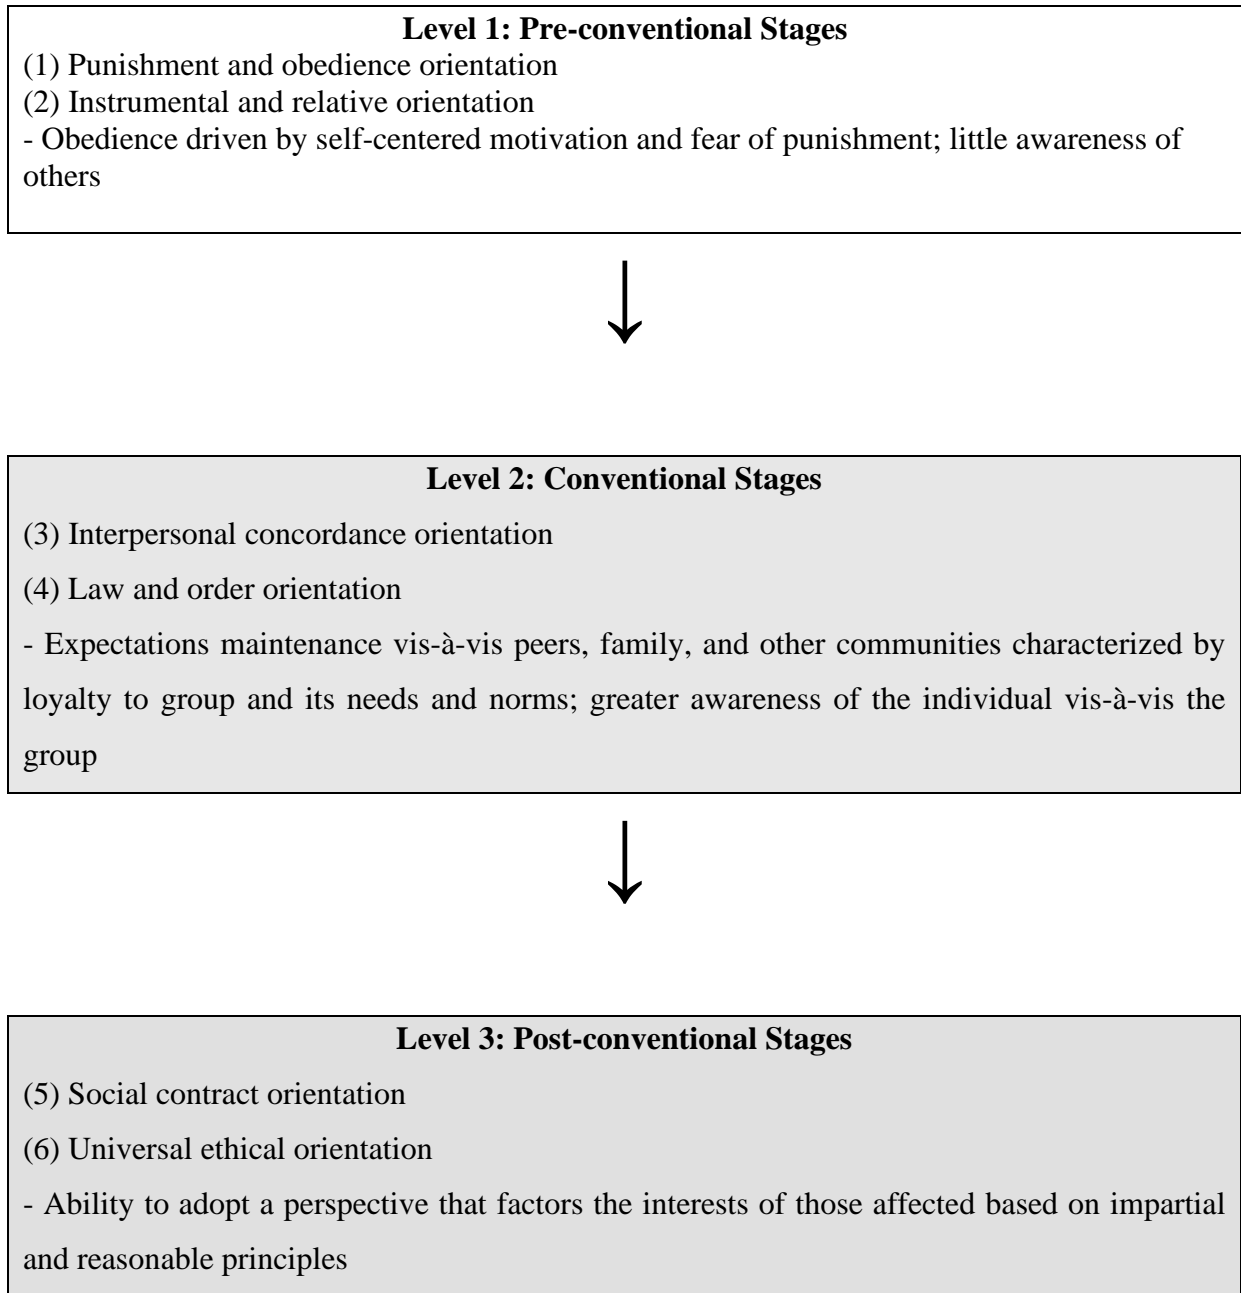 Level 1: Pre-conventional Stages
(1) Punishment and obedience orientation
(2) Instrumental and relative orientation
- Obedience driven by self-centered motivation and fear of punishment; little awareness of
others
Level 2: Conventional Stages
(3) Interpersonal concordance orientation
(4) Law and order orientation
- Expectations maintenance vis-à-vis peers, family, and other communities characterized by
loyalty to group and its needs and norms; greater awareness of the individual vis-à-vis the
group
Level 3: Post-conventional Stages
(5) Social contract orientation
(6) Universal ethical orientation
- Ability to adopt a perspective that factors the interests of those affected based on impartial
and reasonable principles